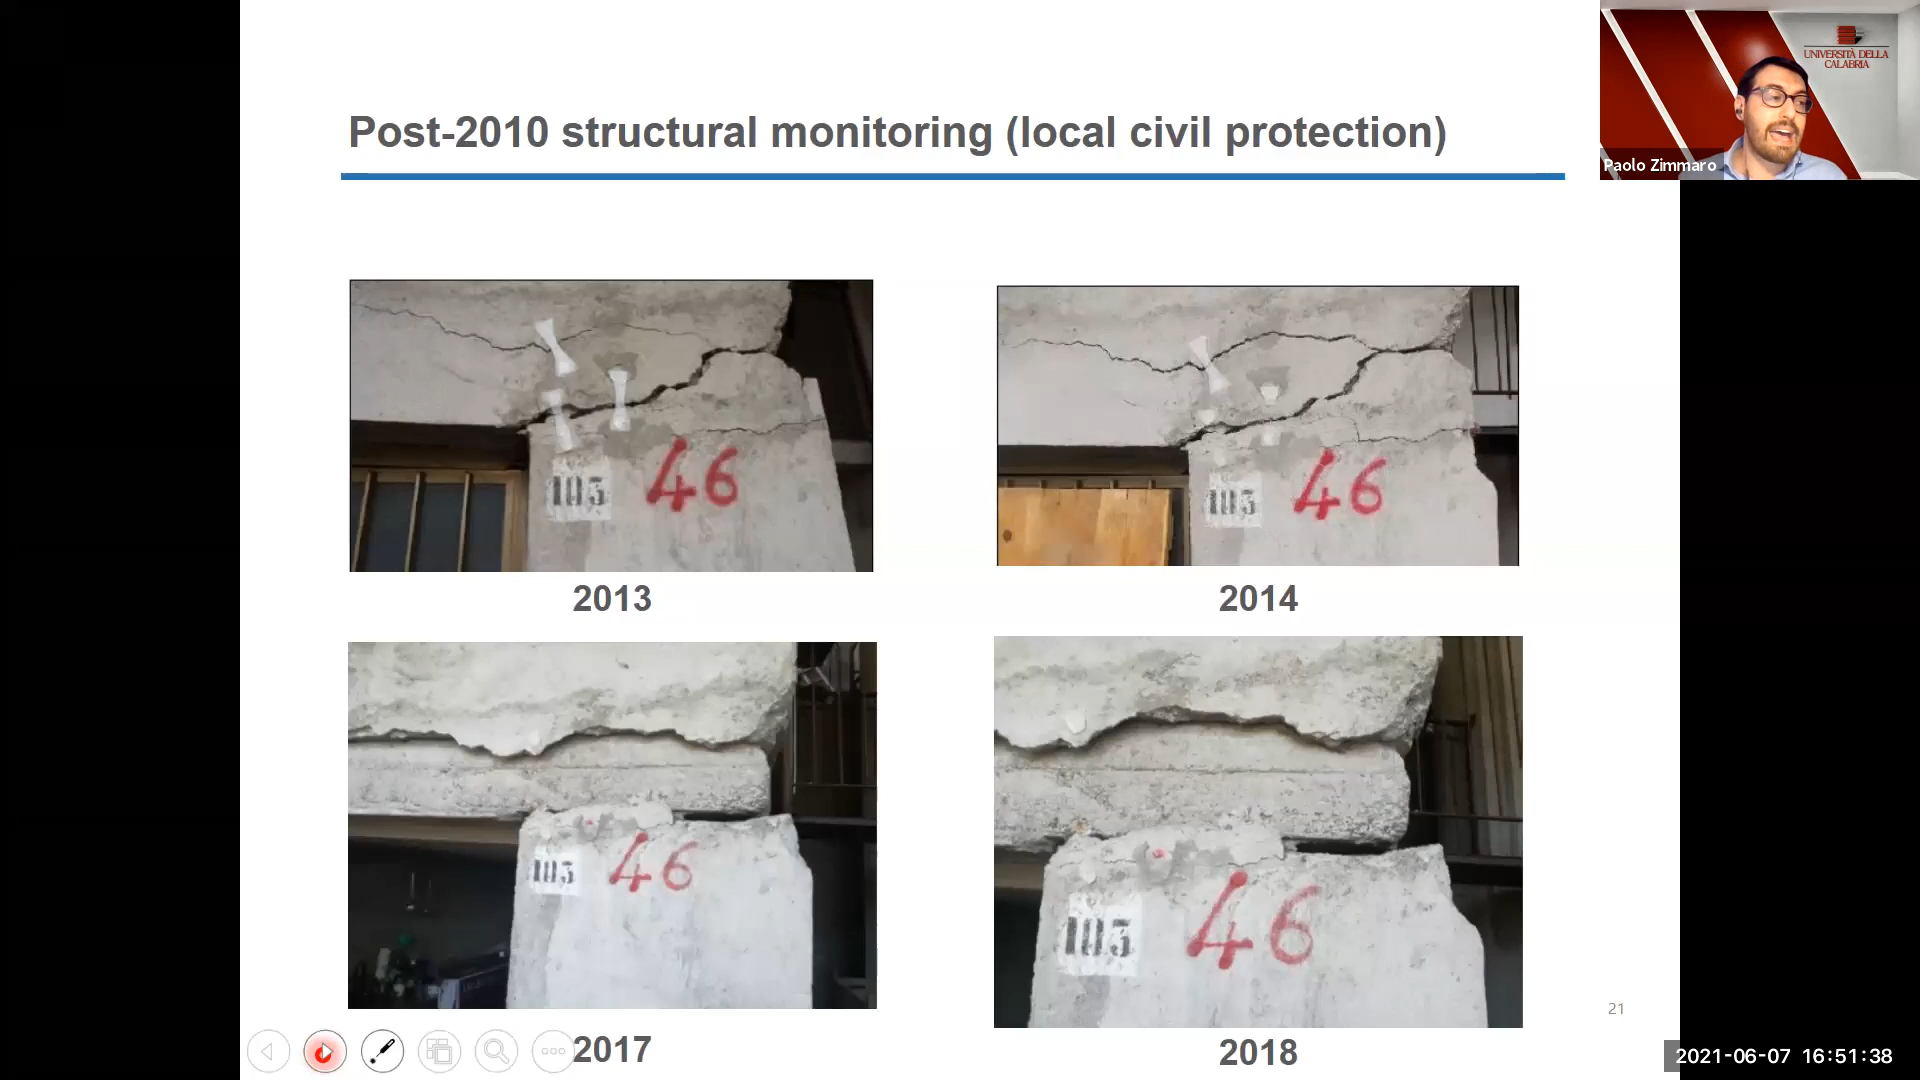 Post-2010 structural monitoring (local civil protection)
UNIVERSITÀ DELLA
CALABRIA
Paolo Zimmaro
103 46
2013
103 46
2014
103 46
2017
103 46
2018
21
2021-06-07 16:51:38